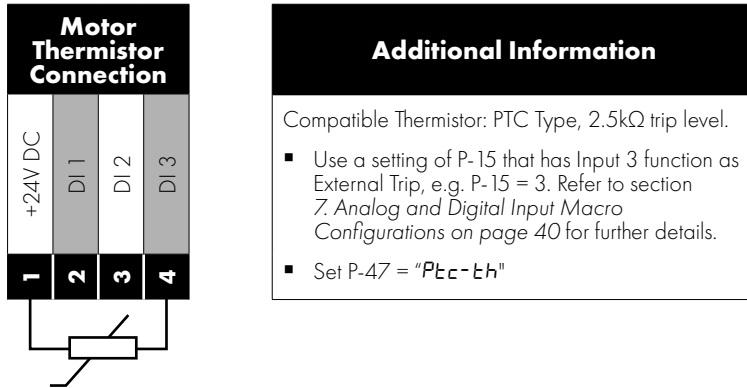 Motor
Thermistor
Connection
+24V DC
DI 1
DI 2
DI 3
1
2
3
4
Additional Information
Compatible Thermistor: PTC Type, 2.5kΩ trip level.
▪ Use a setting of P-15 that has Input 3 function as
External Trip, e.g. P-15 = 3. Refer to section
7. Analog and Digital Input Macro
Configurations on page 40 for further details.
▪ Set P-47 = “Ptc-th"